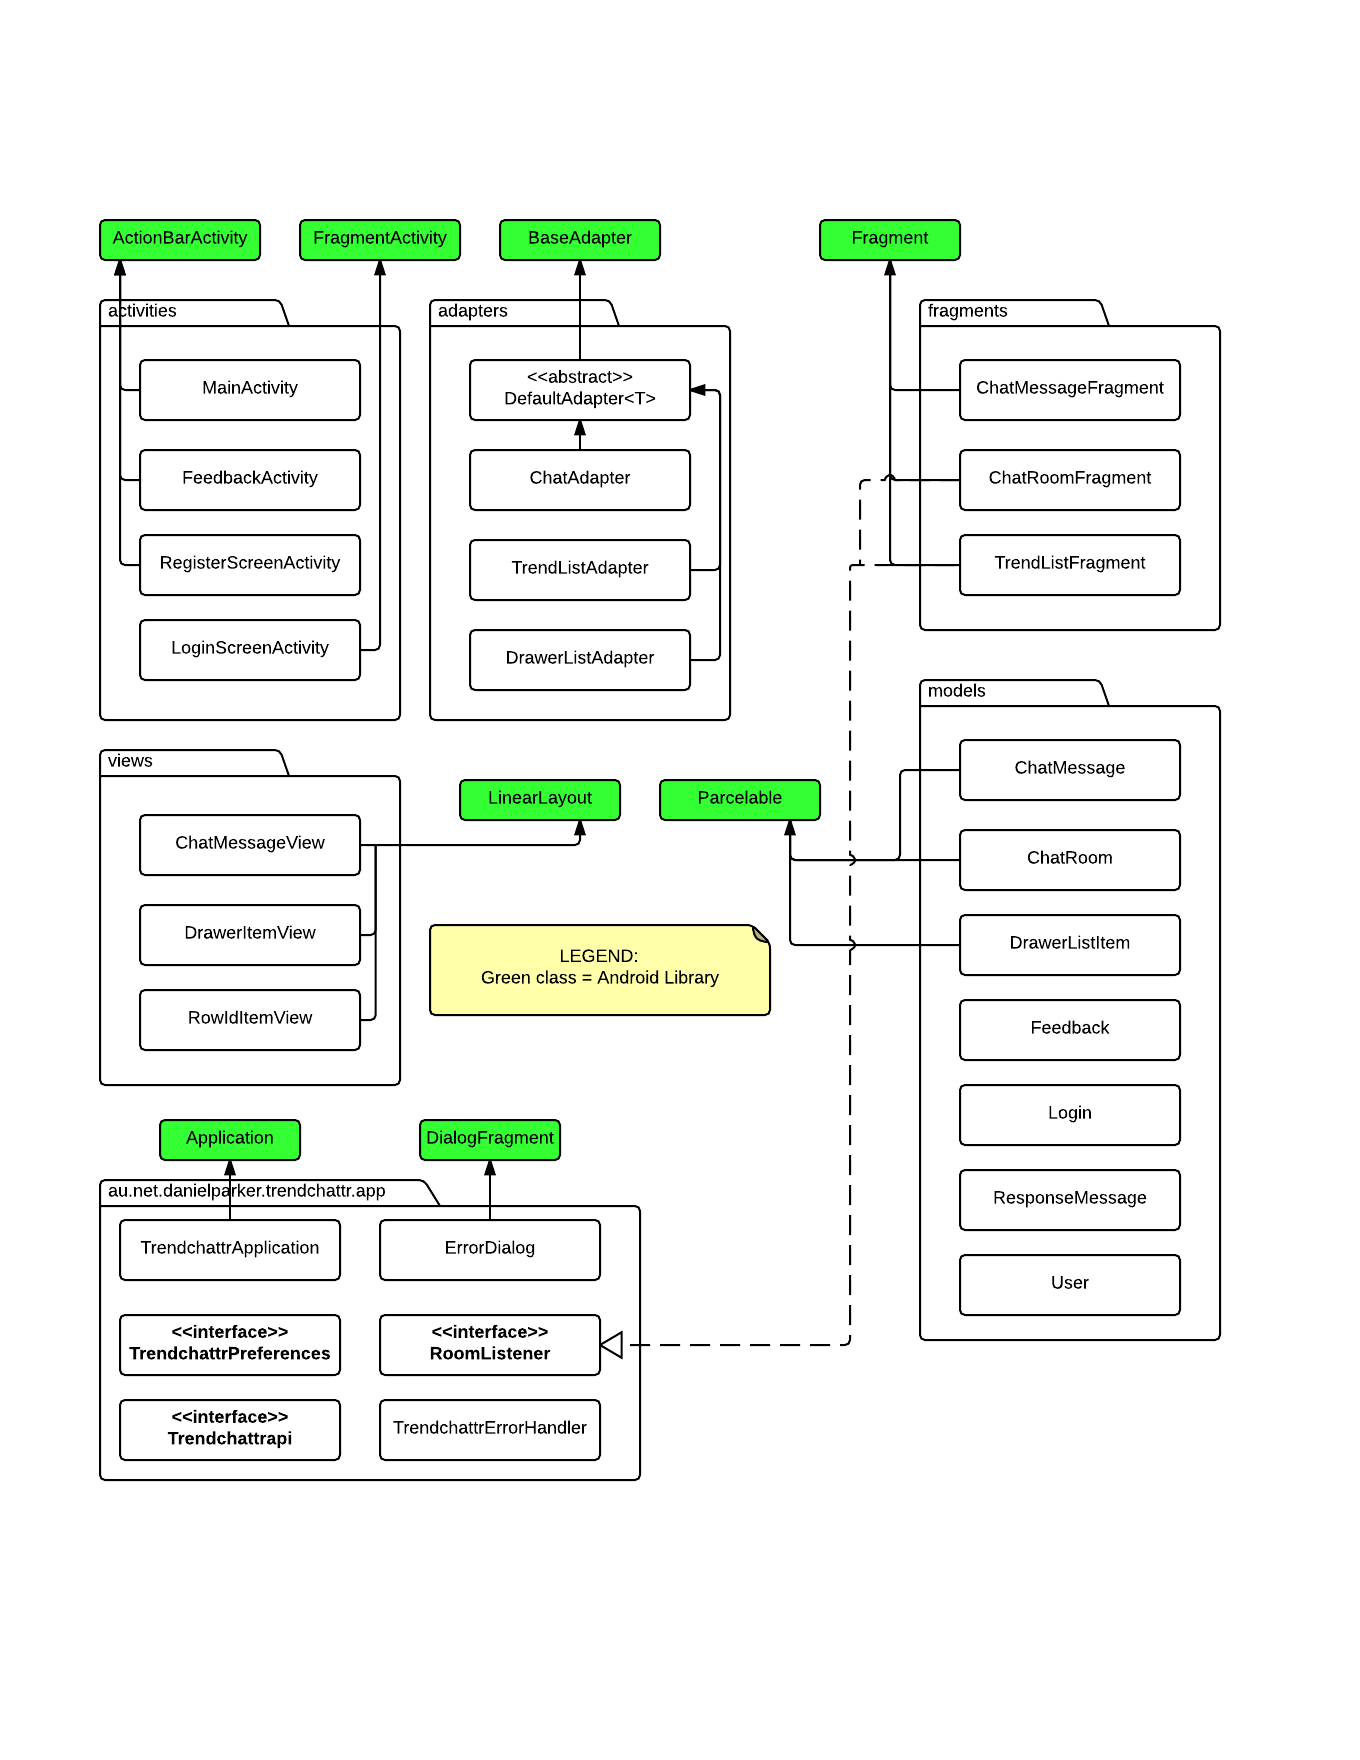 ActionBarActivity
FragmentActivity
BaseAdapter
Fragment
activities
MainActivity
FeedbackActivity
RegisterScreenActivity
LoginScreenActivity
adapters
<<abstract>>
DefaultAdapter<T>
ChatAdapter
TrendListAdapter
DrawerListAdapter
fragments
ChatMessageFragment
ChatRoomFragment
TrendListFragment
views
ChatMessageView
DrawerItemView
RowIdItemView
LinearLayout
Parcelable
LEGEND:
Green class = Android Library
models
ChatMessage
ChatRoom
DrawerListItem
Feedback
Login
ResponseMessage
User
Application
DialogFragment
au.net.danielparker.trendchattr.app
TrendchattrApplication
ErrorDialog
<<interface>>
TrendchattrPreferences
<<interface>>
RoomListener
<<interface>>
Trendchattrapi
TrendchattrErrorHandler